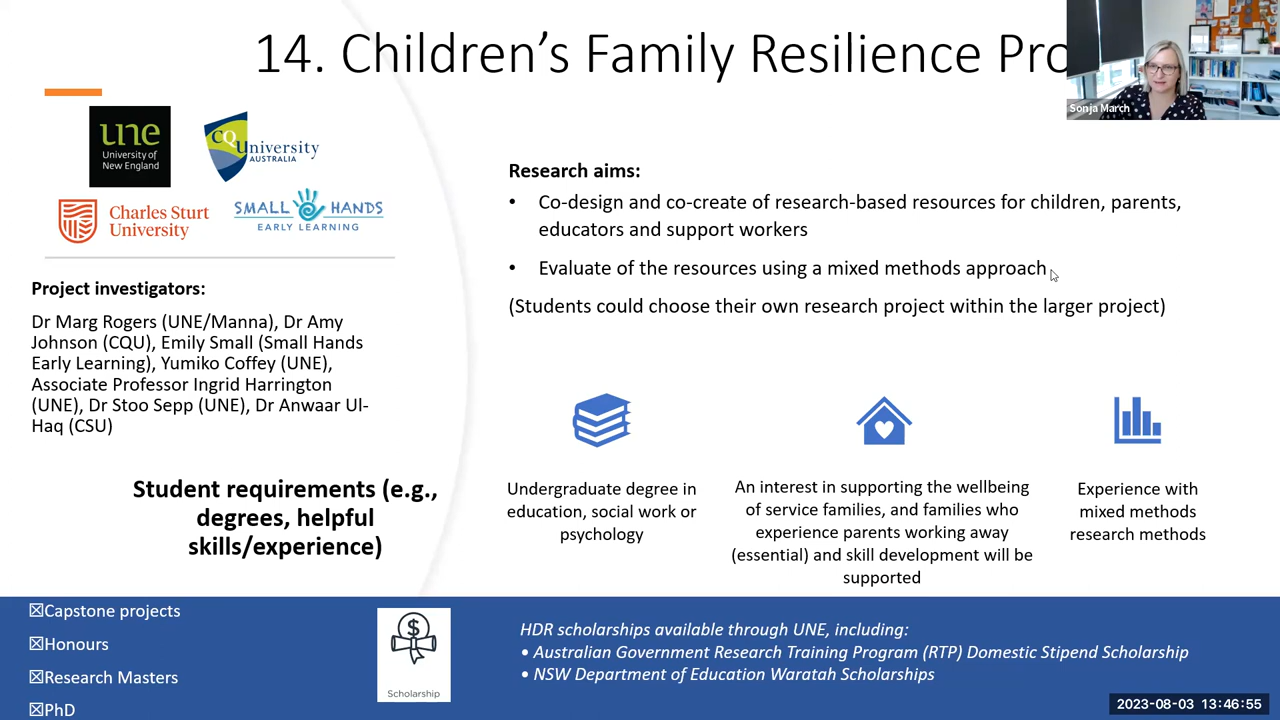 14. Children's Family Resilience Pro
Sonja March
une
University of
New England
CQUniversity
AUSTRALIA
Charles Sturt
University
SMALL HANDS
EARLY LEARNING
Project investigators:
Dr Marg Rogers (UNE/Manna), Dr Amy
Johnson (CQU), Emily Small (Small Hands
Early Learning), Yumiko Coffey (UNE),
Associate Professor Ingrid Harrington
(UNE), Dr Stoo Sepp (UNE), Dr Anwaar Ul-
Haq (CSU)
Research aims:
• Co-design and co-create of research-based resources for children, parents,
educators and support workers
• Evaluate of the resources using a mixed methods approach
(Students could choose their own research project within the larger project)
Student requirements (e.g.,
degrees, helpful
skills/experience)
Undergraduate degree in
education, social work or
psychology
An interest in supporting the wellbeing
of service families, and families who
experience parents working away
(essential) and skill development will be
supported
Experience with
mixed methods
research methods
☒Capstone projects
☒Honours
☒Research Masters
☒PhD
$
Scholarship
HDR scholarships available through UNE, including:
• Australian Government Research Training Program (RTP) Domestic Stipend Scholarship
• NSW Department of Education Waratah Scholarships
2023-08-03 13:46:55